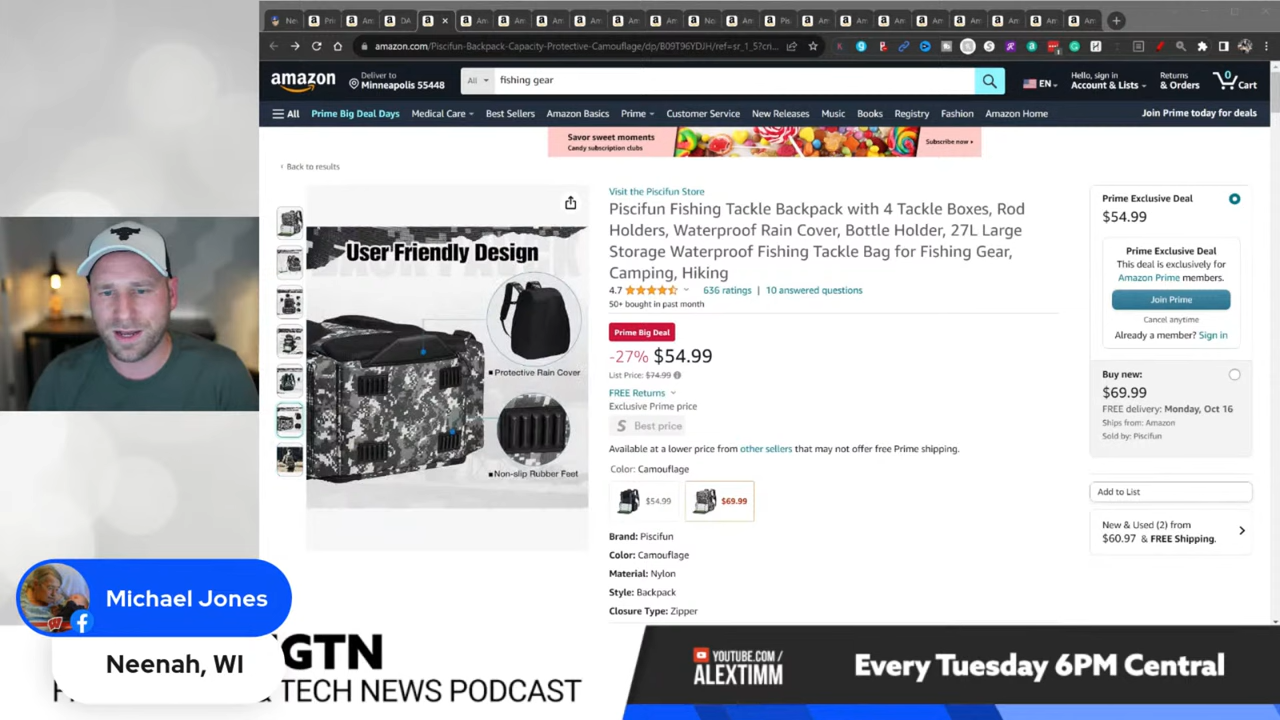 amazon.com/Piscifun-Backpack-Capacity-Protective-Camouflage/dp/B09T96YDJH/ref=sr_1_5?cn...
amazon
Deliver to
Minneapolis 55448
All
fishing gear
EN
Hello, sign in
Account & Lists
Returns
& Orders
0
Cart
All
Prime Big Deal Days
Medical Care
Best Sellers
Amazon Basics
Prime
Customer Service
New Releases
Music
Books
Registry
Fashion
Amazon Home
Join Prime today for deals
Savor sweet moments
Candy subscription clubs
Subscribe now
Back to results
User Friendly Design
Protective Rain Cover
Non-slip Rubber Feet
Visit the Piscifun Store
Piscifun Fishing Tackle Backpack with 4 Tackle Boxes, Rod
Holders, Waterproof Rain Cover, Bottle Holder, 27L Large
Storage Waterproof Fishing Tackle Bag for Fishing Gear,
Camping, Hiking
4.7
636 ratings | 10 answered questions
50+ bought in past month
Prime Big Deal
-27% $54.99
List Price: $74.99
FREE Returns
Exclusive Prime price
Best price
Available at a lower price from other sellers that may not offer free Prime shipping.
Color: Camouflage
$54.99
$69.99
Brand: Piscifun
Color: Camouflage
Material: Nylon
Style: Backpack
Closure Type: Zipper
Prime Exclusive Deal
$54.99
Prime Exclusive Deal
This deal is exclusively for
Amazon Prime members.
Join Prime
Cancel anytime
Already a member? Sign in
Buy new:
$69.99
FREE delivery: Monday, Oct 16
Ships from: Amazon
Sold by: Piscifun
Add to List
New & Used (2) from
$60.97 & FREE Shipping.
Michael Jones
Neenah, WI
GTN
& TECH NEWS PODCAST
YOUTUBE.COM/
ALEXTIMM
Every Tuesday 6PM Central